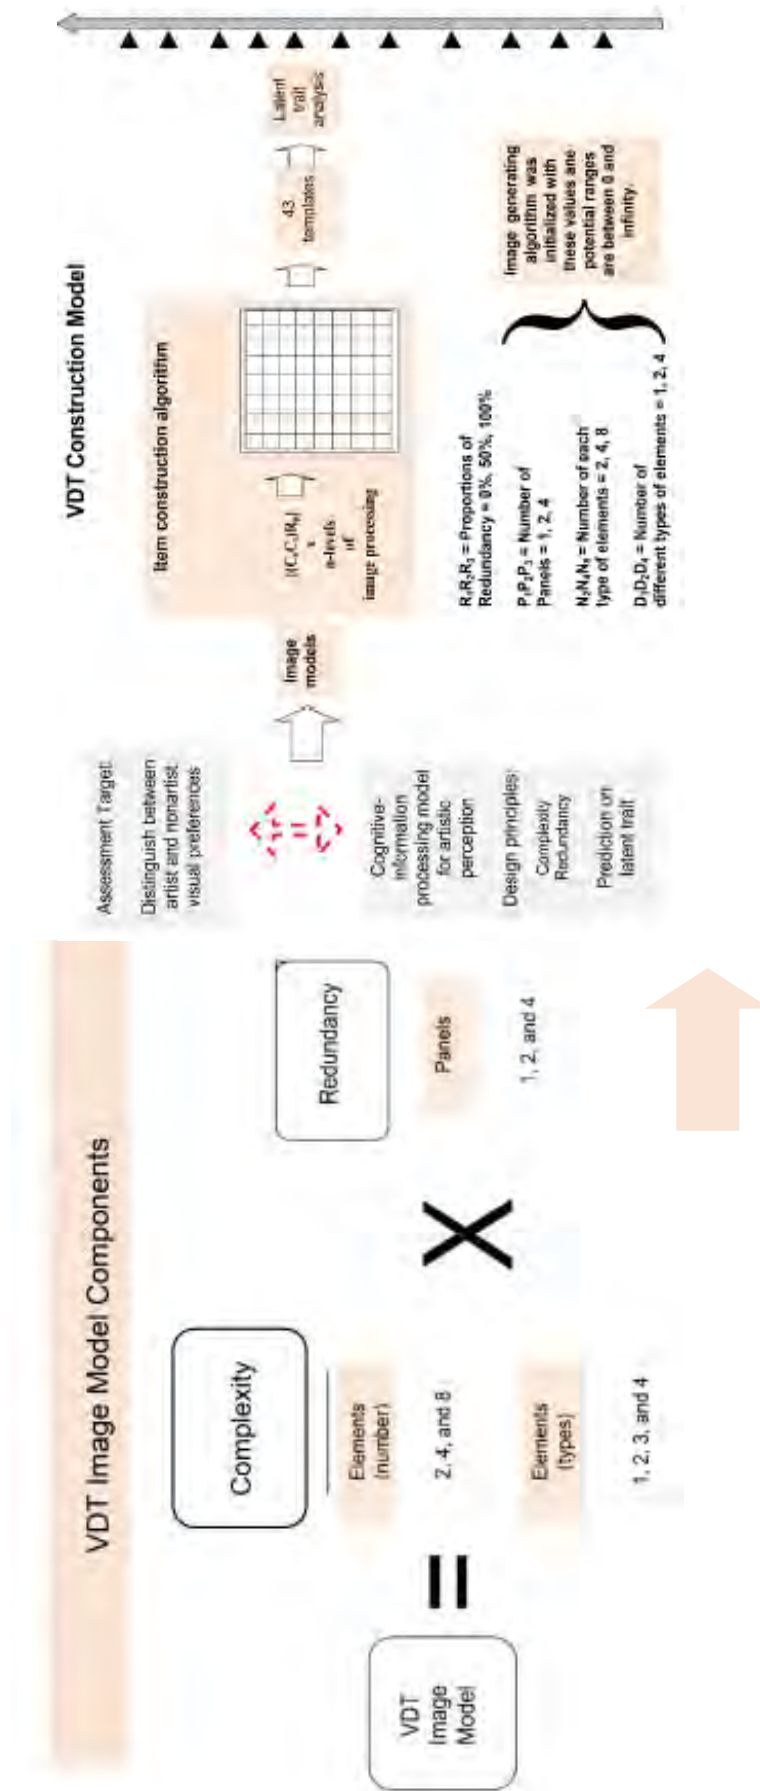 VDT Image Model Components
VDT
Image
Model
=
Complexity
Elements
(number)
2, 4, and 8
Elements
(types)
1, 2, 3, and 4
X
Redundancy
Panels
1, 2, and 4
VDT Construction Model
Assessment Target:
Distinguish between
artist and nonartist
visual preferences
Cognitive-
information
processing model
for artistic
perception
Design principles:
Complexity
Redundancy
Prediction on
latent trait
Image
models
Item construction algorithm
x
n-levels
of
image processing
43
templates
Latent
trait
analysis
= Proportions of
Redundancy = 0%, 50%, 100%
P₁P₂P₃ = Number of
Panels = 1, 2, 4
= Number of each
type of elements = 2, 4, 8
D₁D₂D₄ = Number of
different types of elements = 1, 2, 4
Image generating
algorithm was
initialized with
these values ane
potential ranges
are between 0 and
infinity.